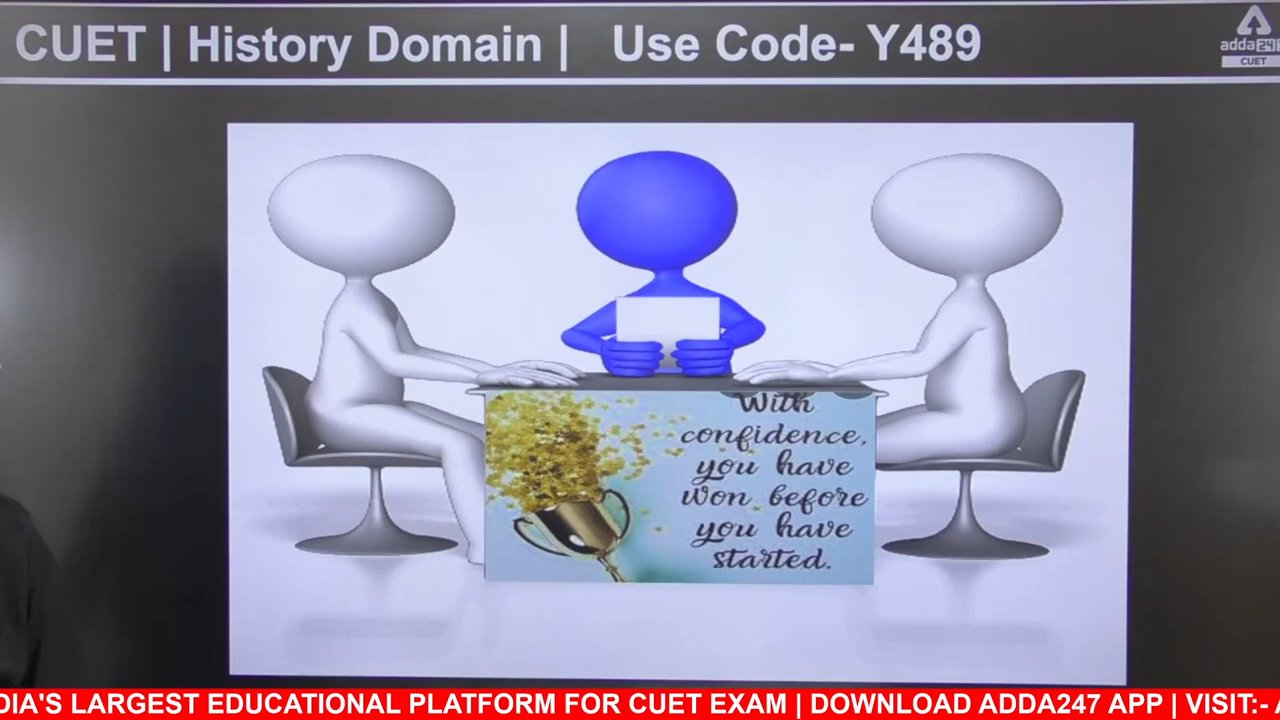 CUET | History Domain | Use Code- Y489
adda247
CUET
With
confidence,
you have
won before
you have
started.
DIA'S LARGEST EDUCATIONAL PLATFORM FOR CUET EXAM | DOWNLOAD ADDA247 APP | VISIT:- A